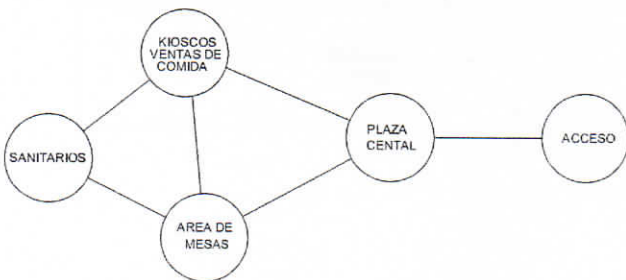 KIOSCOS
VENTAS DE
COMIDA
SANITARIOS
AREA DE
MESAS
PLAZA
CENTAL
ACCESO